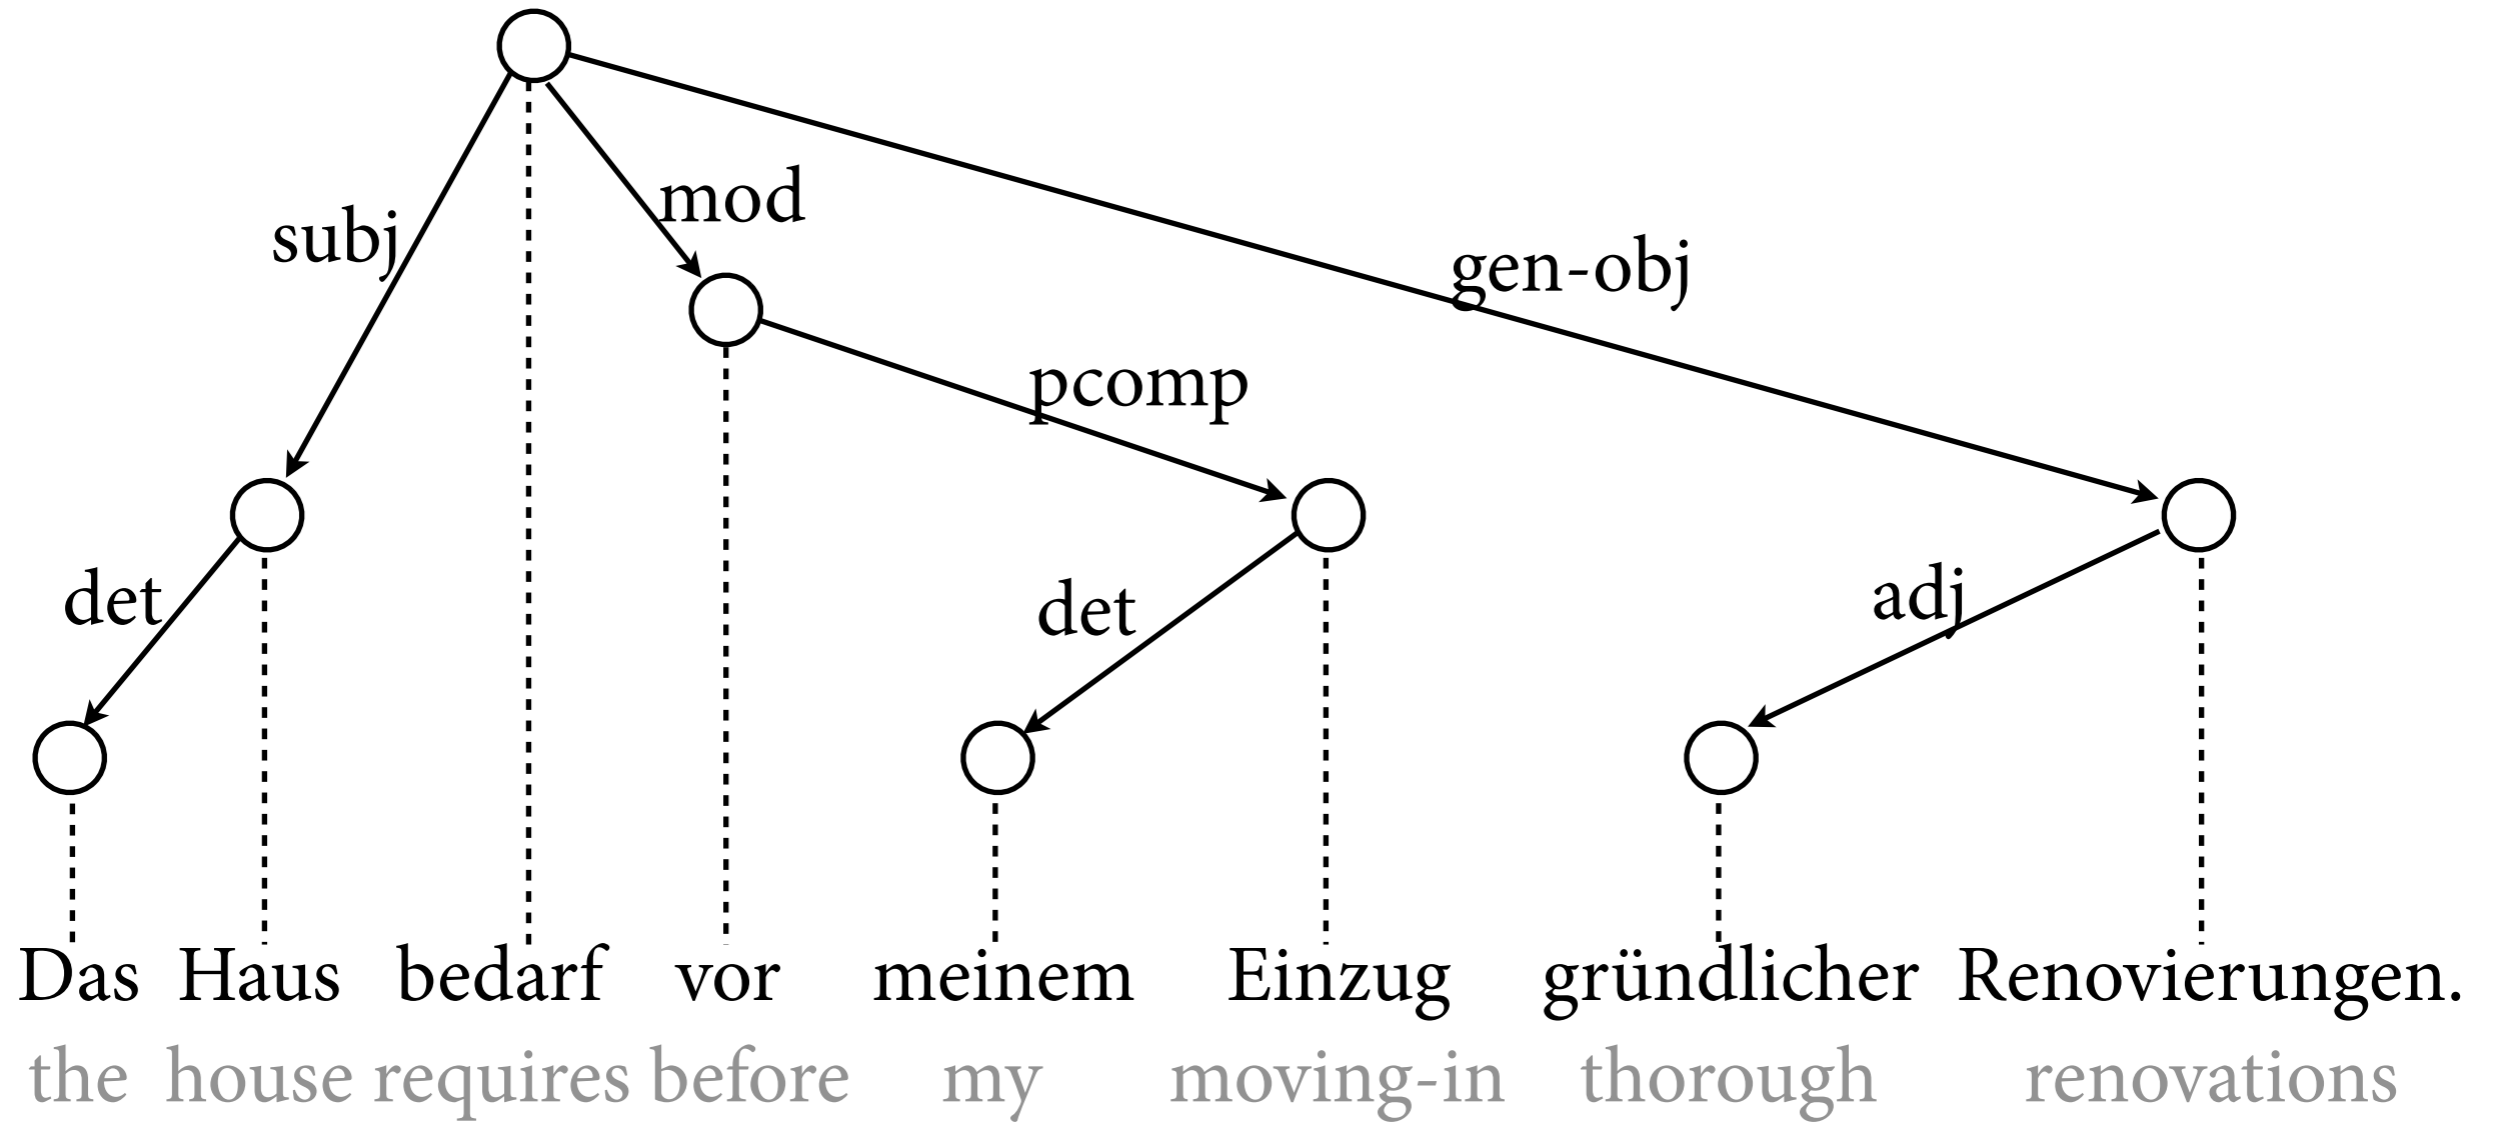 subj
mod
gen-obj
pcomp
det
det
adj
Das Haus bedarf vor meinem Einzug gründlicher Renovierungen.
the house requires before my moving-in thorough renovations